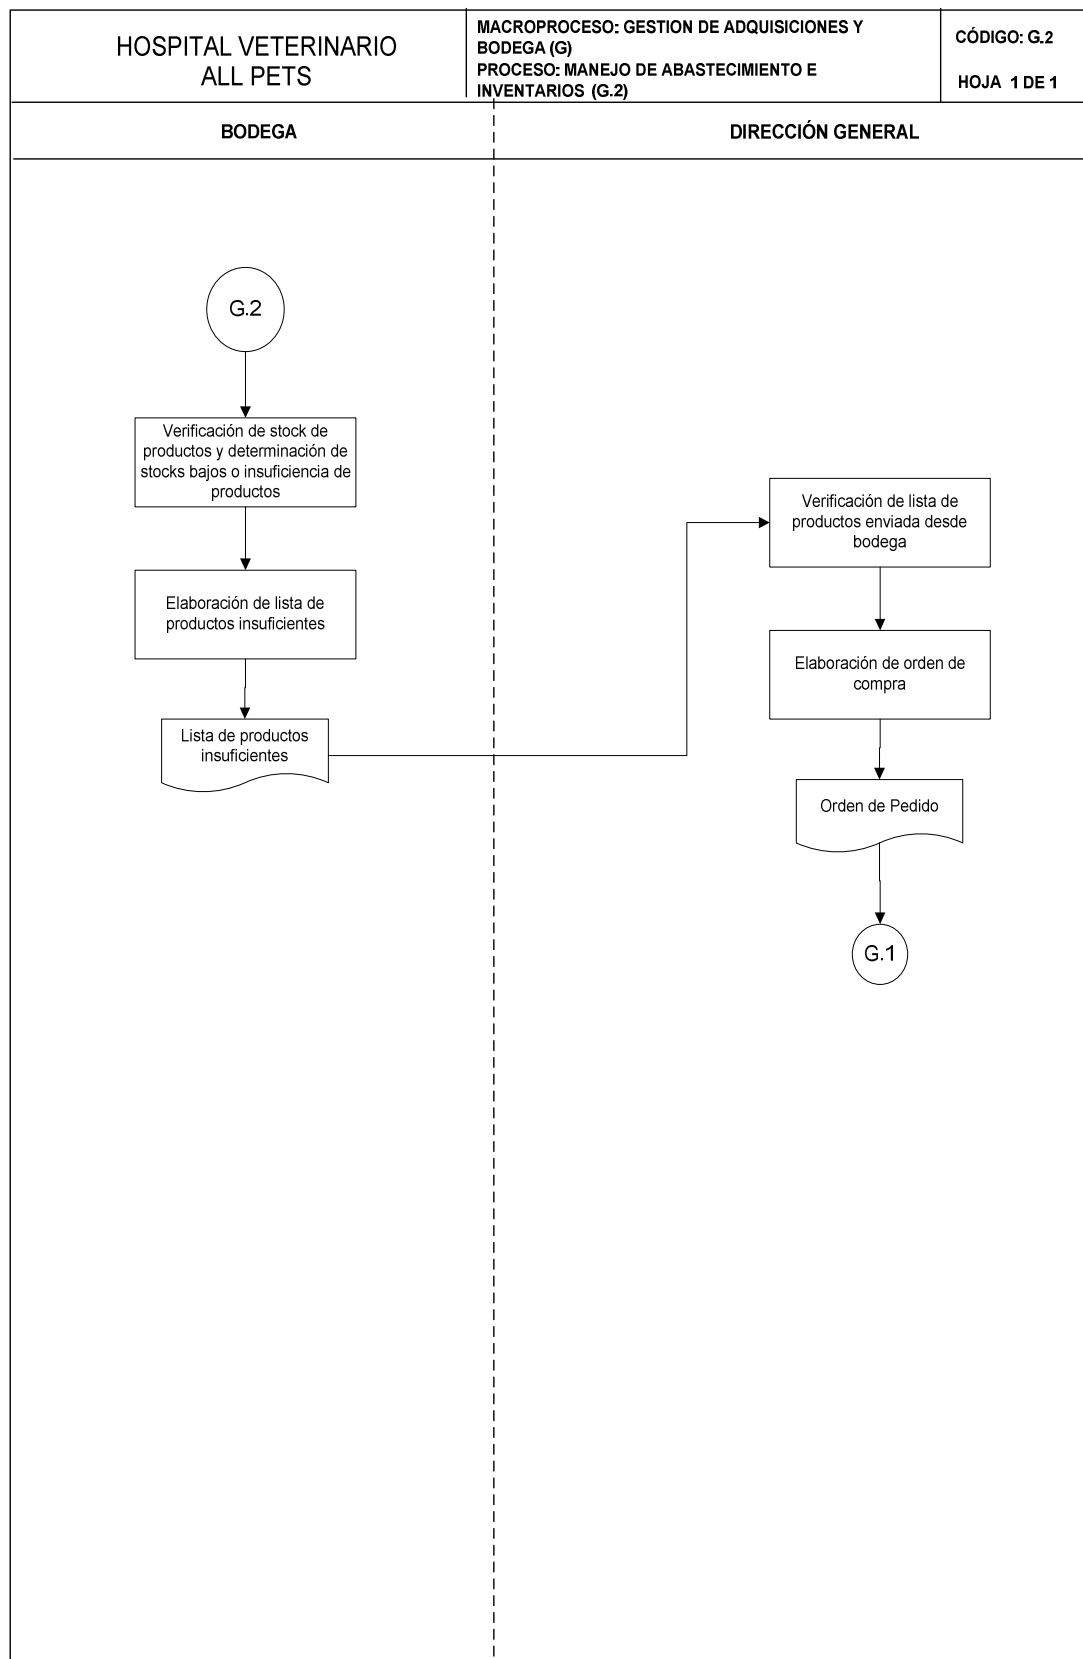 HOSPITAL VETERINARIO
ALL PETS
MACROPROCESO: GESTION DE ADQUISICIONES Y
BODEGA (G)
PROCESO: MANEJO DE ABASTECIMIENTO E
INVENTARIOS (G.2)
CÓDIGO: G.2
HOJA 1 DE 1
BODEGA
DIRECCIÓN GENERAL
G.2
Verificación de stock de
productos y determinación de
stocks bajos o insuficiencia de
productos
Elaboración de lista de
productos insuficientes
Lista de productos
insuficientes
Verificación de lista de
productos enviada desde
bodega
Elaboración de orden de
compra
Orden de Pedido
G.1